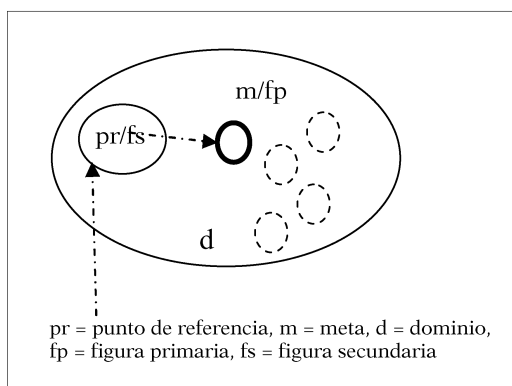 m/fp
pr/fs
d
pr = punto de referencia, m = meta, d = dominio,
fp = figura primaria, fs = figura secundaria